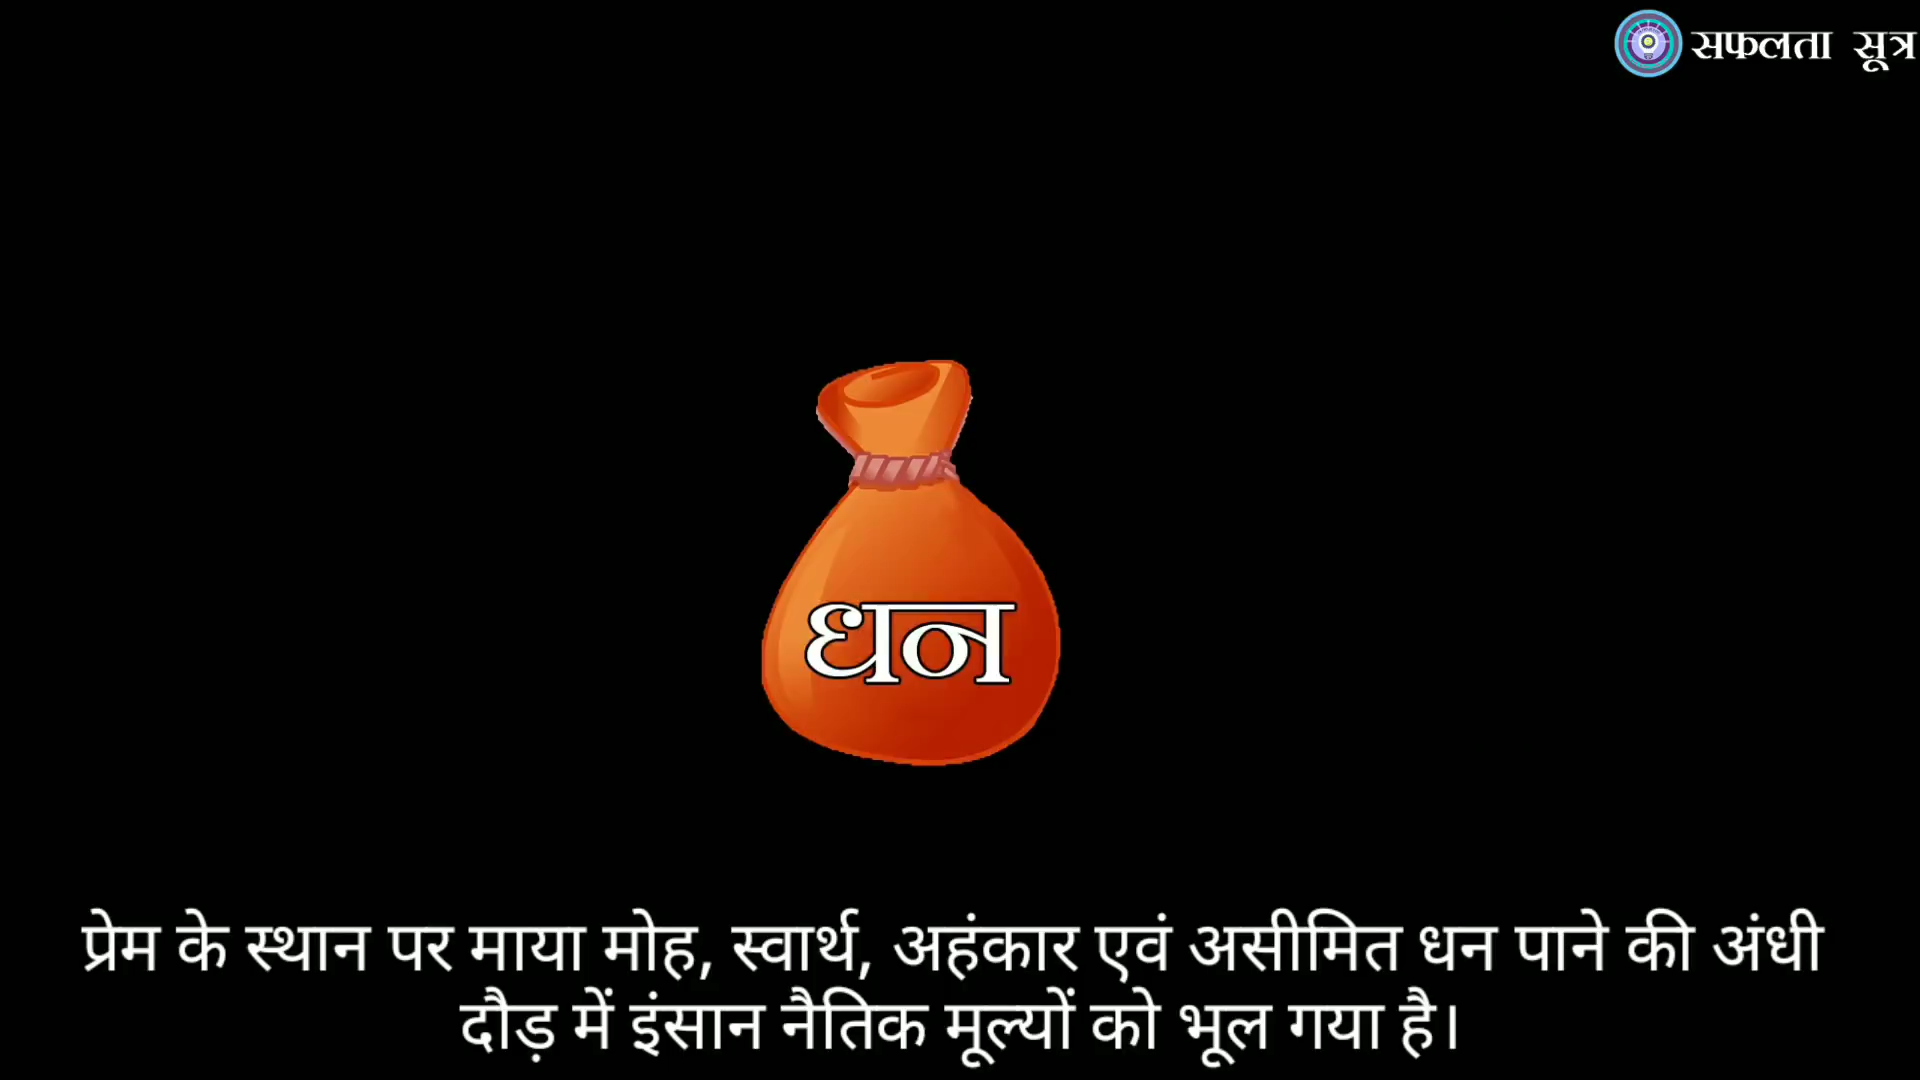 सफलता सूत्र
धन
प्रेम के स्थान पर माया मोह, स्वार्थ, अहंकार एवं असीमित धन पाने की अंधी
दौड़ में इंसान नैतिक मूल्यों को भूल गया है।